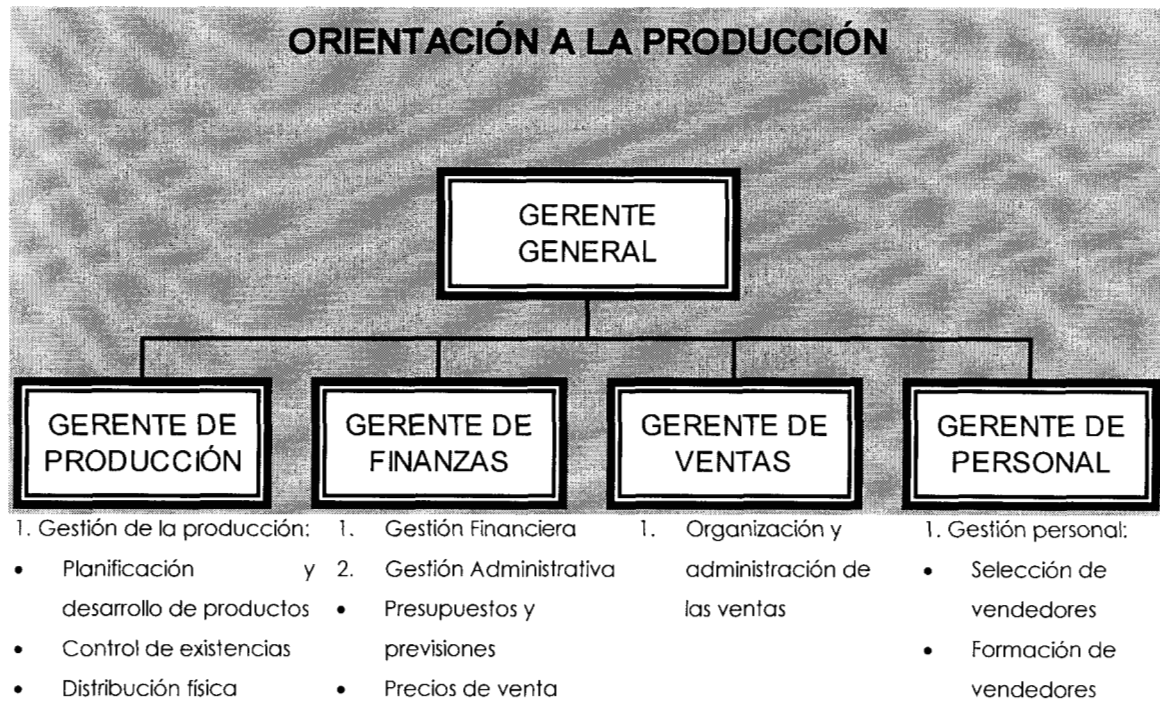 ORIENTACIÓN A LA PRODUCCIÓN
GERENTE
GENERAL
GERENTE DE
PRODUCCIÓN
GERENTE DE
FINANZAS
GERENTE DE
VENTAS
GERENTE DE
PERSONAL
1. Gestión de la producción:
• Planificación y
desarrollo de productos
• Control de existencias
• Distribución física
1. Gestión Financiera
2. Gestión Administrativa
• Presupuestos y
previsiones
• Precios de venta
1. Organización y
administración de
las ventas
1. Gestión personal:
• Selección de
vendedores
• Formación de
vendedores